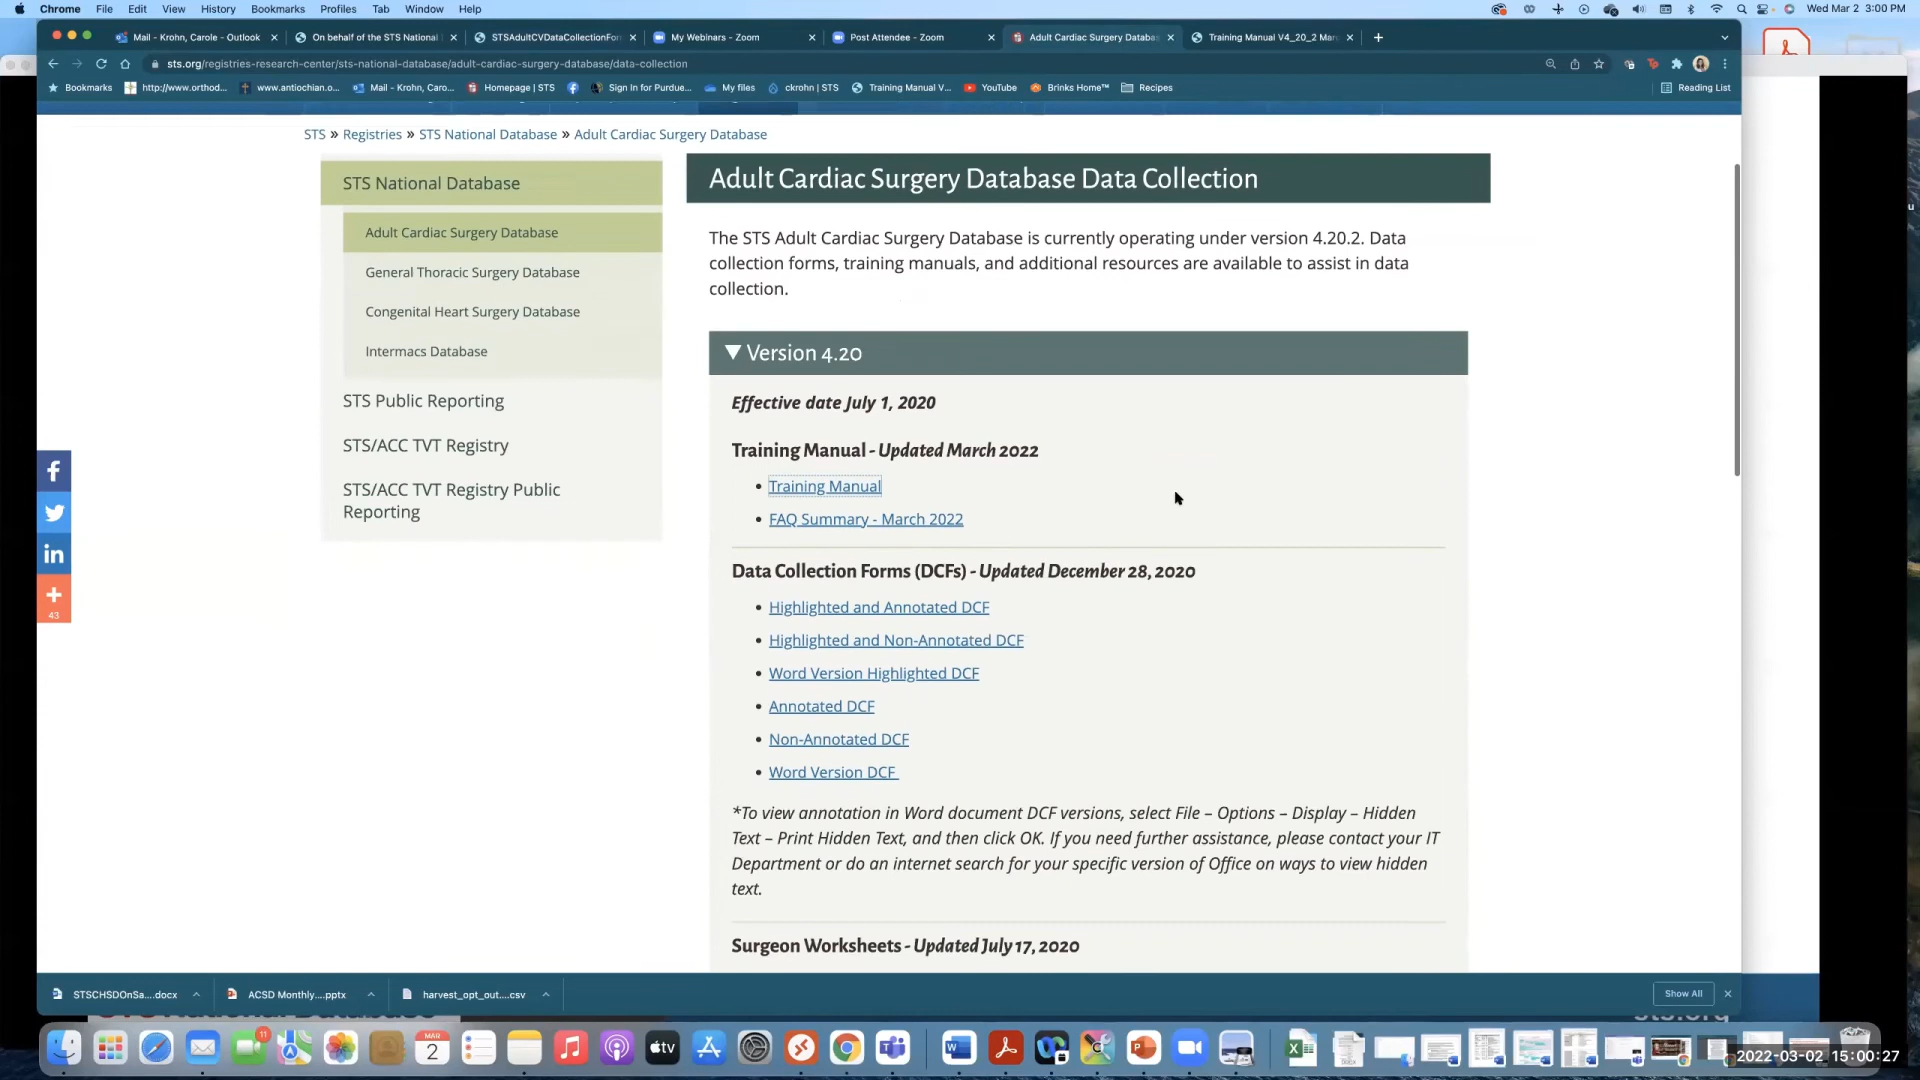 Chrome File Edit View History Bookmarks Profiles Tab Window Help Wed Mar 2 3:00 PM
Mail - Krohn, Carole - Outlook On behalf of the STS National STSAdultCVDataCollectionFor My Webinars - Zoom Post Attendee - Zoom Adult Cardiac Surgery Databas Training Manual V4_20_2 Mar
sts.org/registries-research-center/sts-national-database/adult-cardiac-surgery-database/data-collection
Bookmarks http://www.orthod... www.antiochian.o... Mail - Krohn, Caro... Homepage | STS Sign In for Purdue... My files ckrohn | STS Training Manual V... YouTube Brinks Home™ Recipes Reading List
STS » Registries » STS National Database » Adult Cardiac Surgery Database
STS National Database
Adult Cardiac Surgery Database
General Thoracic Surgery Database
Congenital Heart Surgery Database
Intermacs Database
STS Public Reporting
STS/ACC TVT Registry
STS/ACC TVT Registry Public
Reporting
43
Adult Cardiac Surgery Database Data Collection
The STS Adult Cardiac Surgery Database is currently operating under version 4.20.2. Data
collection forms, training manuals, and additional resources are available to assist in data
collection.
Version 4.20
Effective date July 1, 2020
Training Manual - Updated March 2022
• Training Manual
• FAQ Summary - March 2022
Data Collection Forms (DCFs) - Updated December 28, 2020
• Highlighted and Annotated DCF
• Highlighted and Non-Annotated DCF
• Word Version Highlighted DCF
• Annotated DCF
• Non-Annotated DCF
• Word Version DCF
*To view annotation in Word document DCF versions, select File – Options – Display – Hidden
Text – Print Hidden Text, and then click OK. If you need further assistance, please contact your IT
Department or do an internet search for your specific version of Office on ways to view hidden
text.
Surgeon Worksheets - Updated July 17, 2020
STSCHSDOnSa....docx ACSD Monthly....pptx harvest_opt_out....csv Show All
sts.org
11
MAR
2
tv
2022-03-02 15:00:27